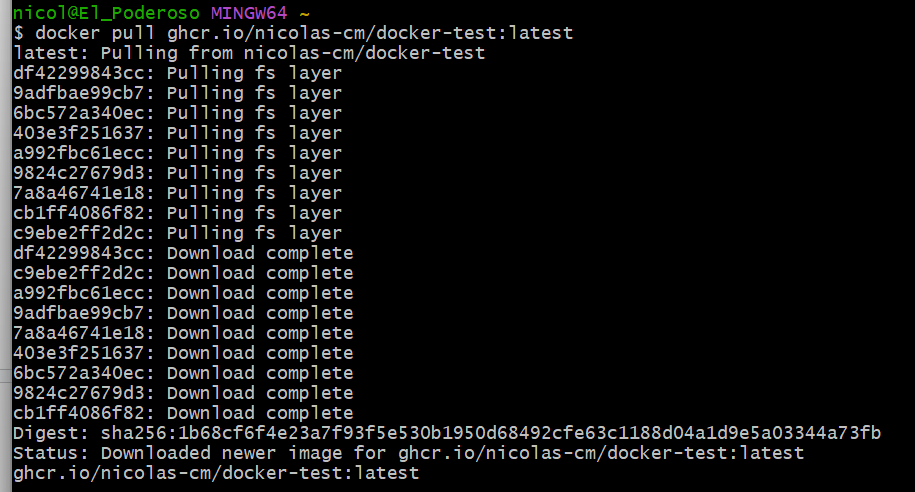 nicol@El_Poderoso MINGW64 ~
$ docker pull ghcr.io/nicolas-cm/docker-test:latest
latest: Pulling from nicolas-cm/docker-test
df42299843cc: Pulling fs layer
9adfbae99cb7: Pulling fs layer
6bc572a340ec: Pulling fs layer
403e3f251637: Pulling fs layer
a992fbc61ecc: Pulling fs layer
9824c27679d3: Pulling fs layer
7a8a46741e18: Pulling fs layer
cb1ff4086f82: Pulling fs layer
c9ebe2ff2d2c: Pulling fs layer
df42299843cc: Download complete
c9ebe2ff2d2c: Download complete
a992fbc61ecc: Download complete
9adfbae99cb7: Download complete
7a8a46741e18: Download complete
403e3f251637: Download complete
6bc572a340ec: Download complete
9824c27679d3: Download complete
cb1ff4086f82: Download complete
Digest: sha256:1b68cf6f4e23a7f93f5e530b1950d68492cfe63c1188d04a1d9e5a03344a73fb
Status: Downloaded newer image for ghcr.io/nicolas-cm/docker-test:latest
ghcr.io/nicolas-cm/docker-test:latest